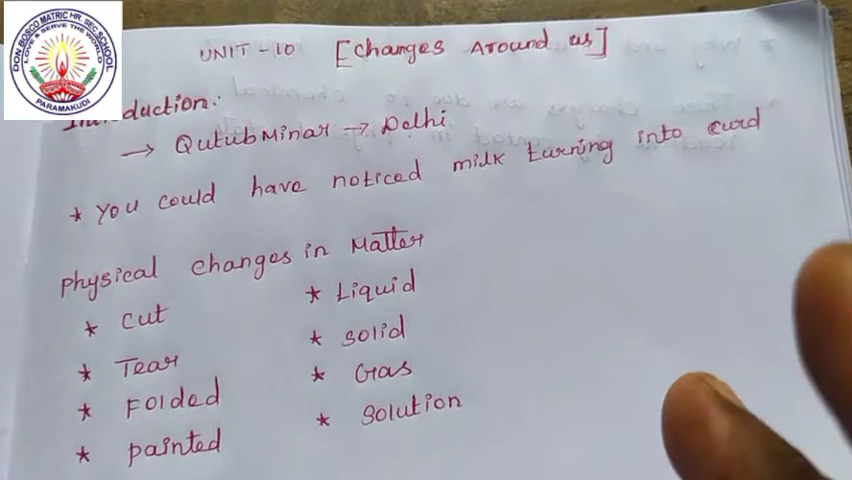 DON BOSCO MATRIC HR. SEC SCHOOL
LOVE & SERVE THE WORLD
PARAMAKUDI
UNIT - 10 [Changes Around us]
Introduction:
→ Qutub Minar → Delhi
* You could have noticed milk turning into curd
Physical changes in Matter
* cut
* Tear
* Folded
* painted
* Liquid
* Solid
* Gas
* Solution